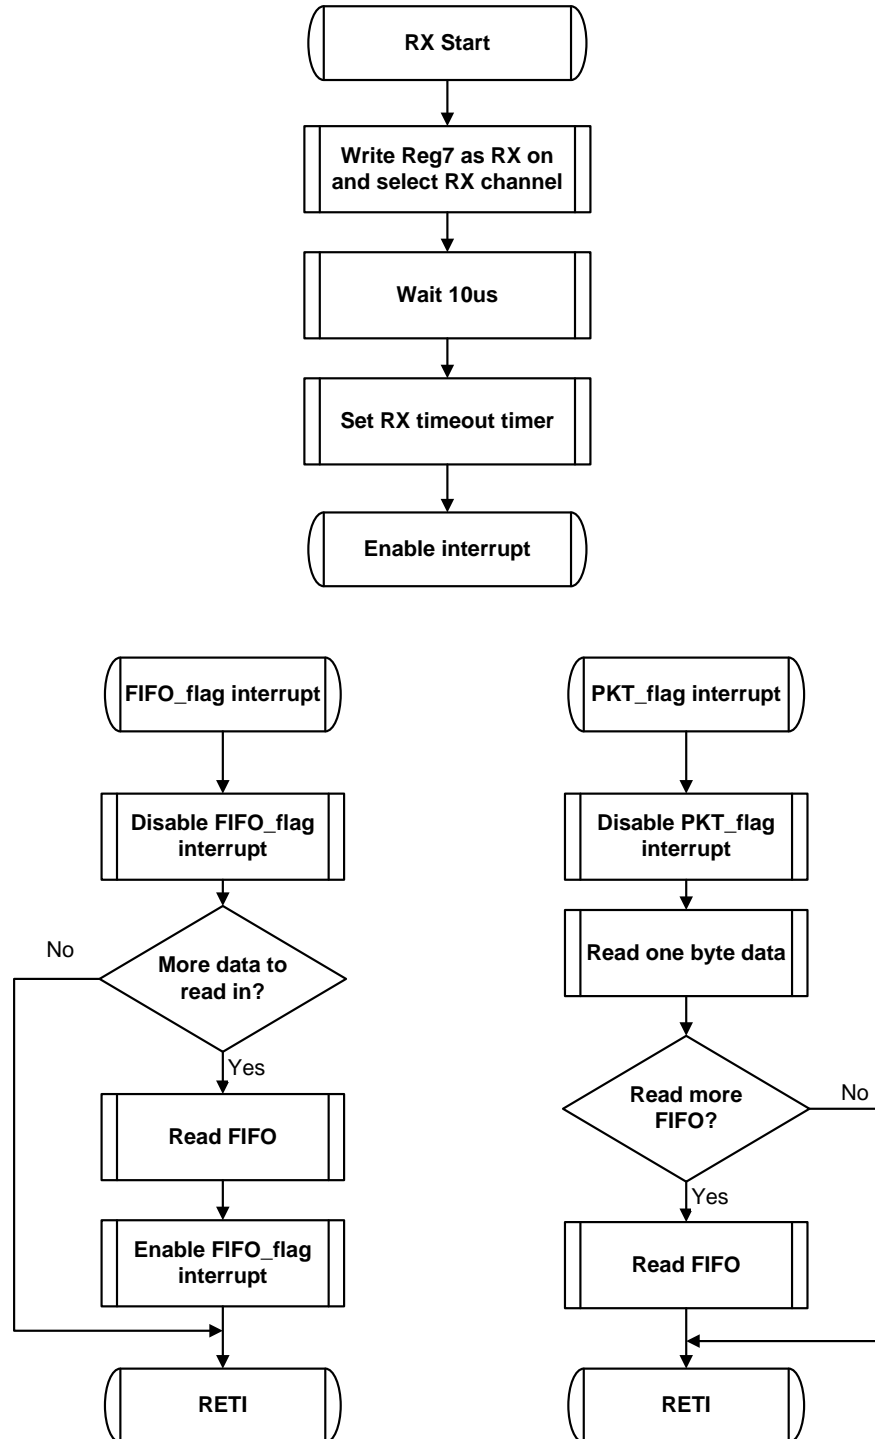 RX Start
Write Reg7 as RX on
and select RX channel
Wait 10us
Set RX timeout timer
Enable interrupt
FIFO_flag interrupt
Disable FIFO_flag
interrupt
No
More data to
read in?
Yes
Read FIFO
Enable FIFO_flag
interrupt
RETI
PKT_flag interrupt
Disable PKT_flag
interrupt
Read one byte data
Read more
FIFO?
No
Yes
Read FIFO
RETI